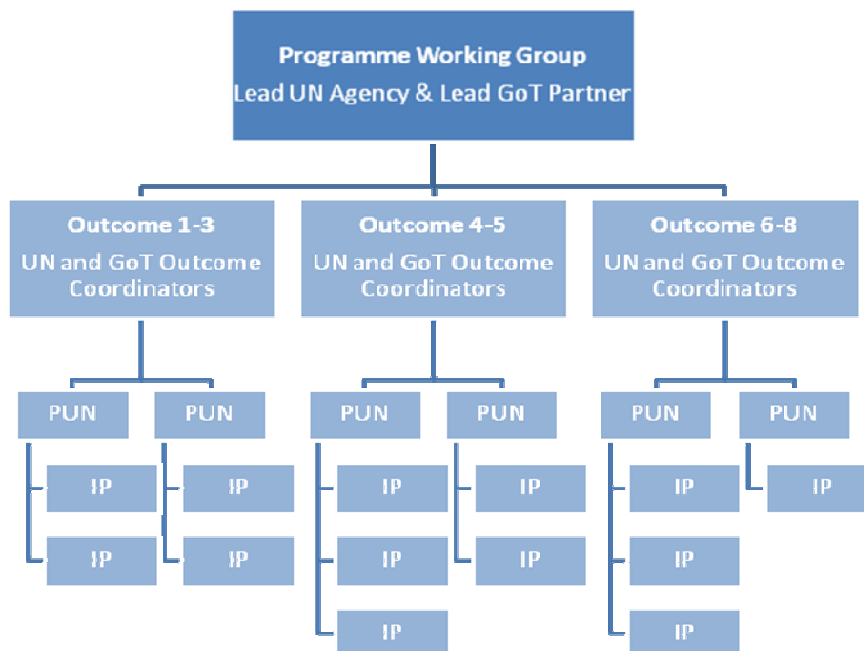 Programme Working Group
Lead UN Agency & Lead GoT Partner
Outcome 1-3
UN and GoT Outcome
Coordinators
Outcome 4-5
UN and GoT Outcome
Coordinators
Outcome 6-8
UN and GoT Outcome
Coordinators
PUN
PUN
PUN
PUN
PUN
PUN
IP
IP
IP
IP
IP
IP
IP
IP
IP
IP
IP
IP
IP
IP